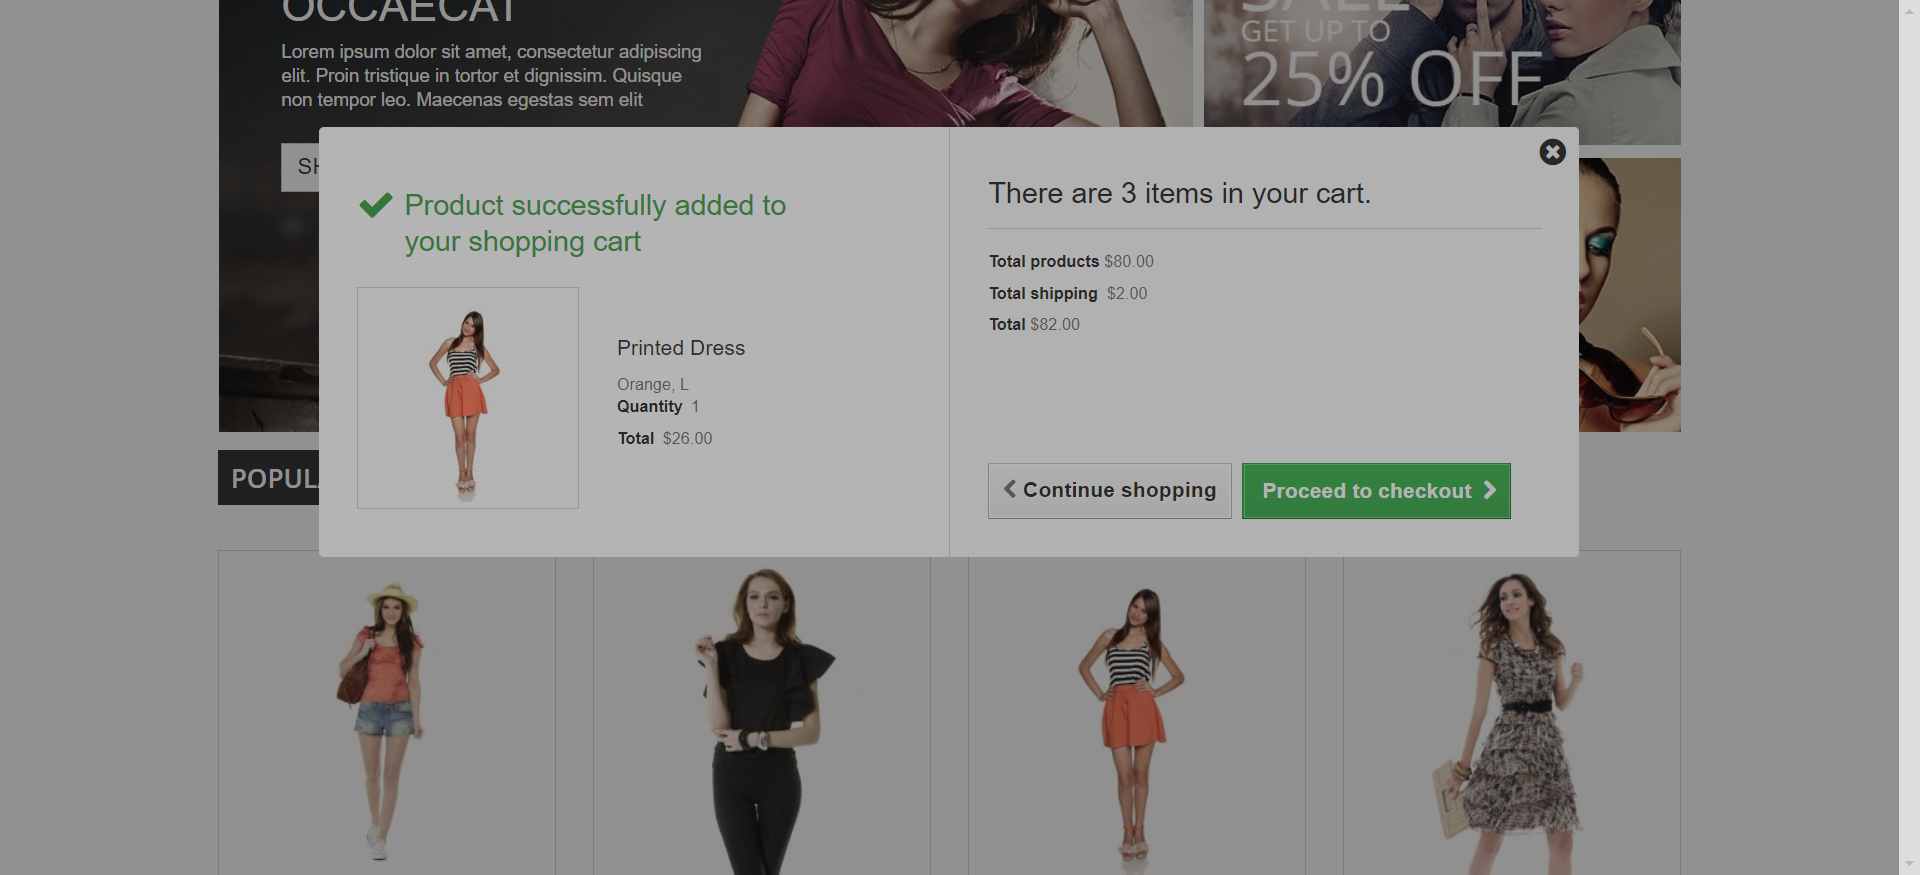 OCCAECAT
Lorem ipsum dolor sit amet, consectetur adipiscing
elit. Proin tristique in tortor et dignissim. Quisque
non tempor leo. Maecenas egestas sem elit
SH
SALE
GET UP TO
25% OFF
Product successfully added to
your shopping cart
Printed Dress
Orange, L
Quantity 1
Total $26.00
There are 3 items in your cart.
Total products $80.00
Total shipping $2.00
Total $82.00
Continue shopping
Proceed to checkout
POPUL